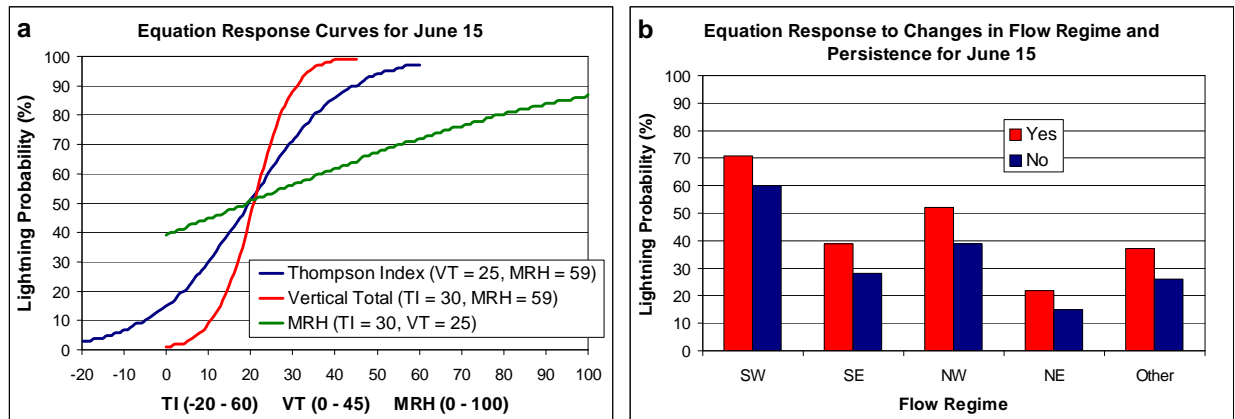 a
Equation Response Curves for June 15
Lightning Probability (%)
100
90
80
70
60
50
40
30
20
10
0
Thompson Index (VT = 25, MRH = 59)
Vertical Total (TI = 30, MRH = 59)
MRH (TI = 30, VT = 25)
-20 -10 0 10 20 30 40 50 60 70 80 90 100
TI (-20 - 60) VT (0 - 45) MRH (0 - 100)
b
Equation Response to Changes in Flow Regime and
Persistence for June 15
Lightning Probability (%)
100
90
80
70
60
50
40
30
20
10
0
Yes
No
SW SE NW NE Other
Flow Regime